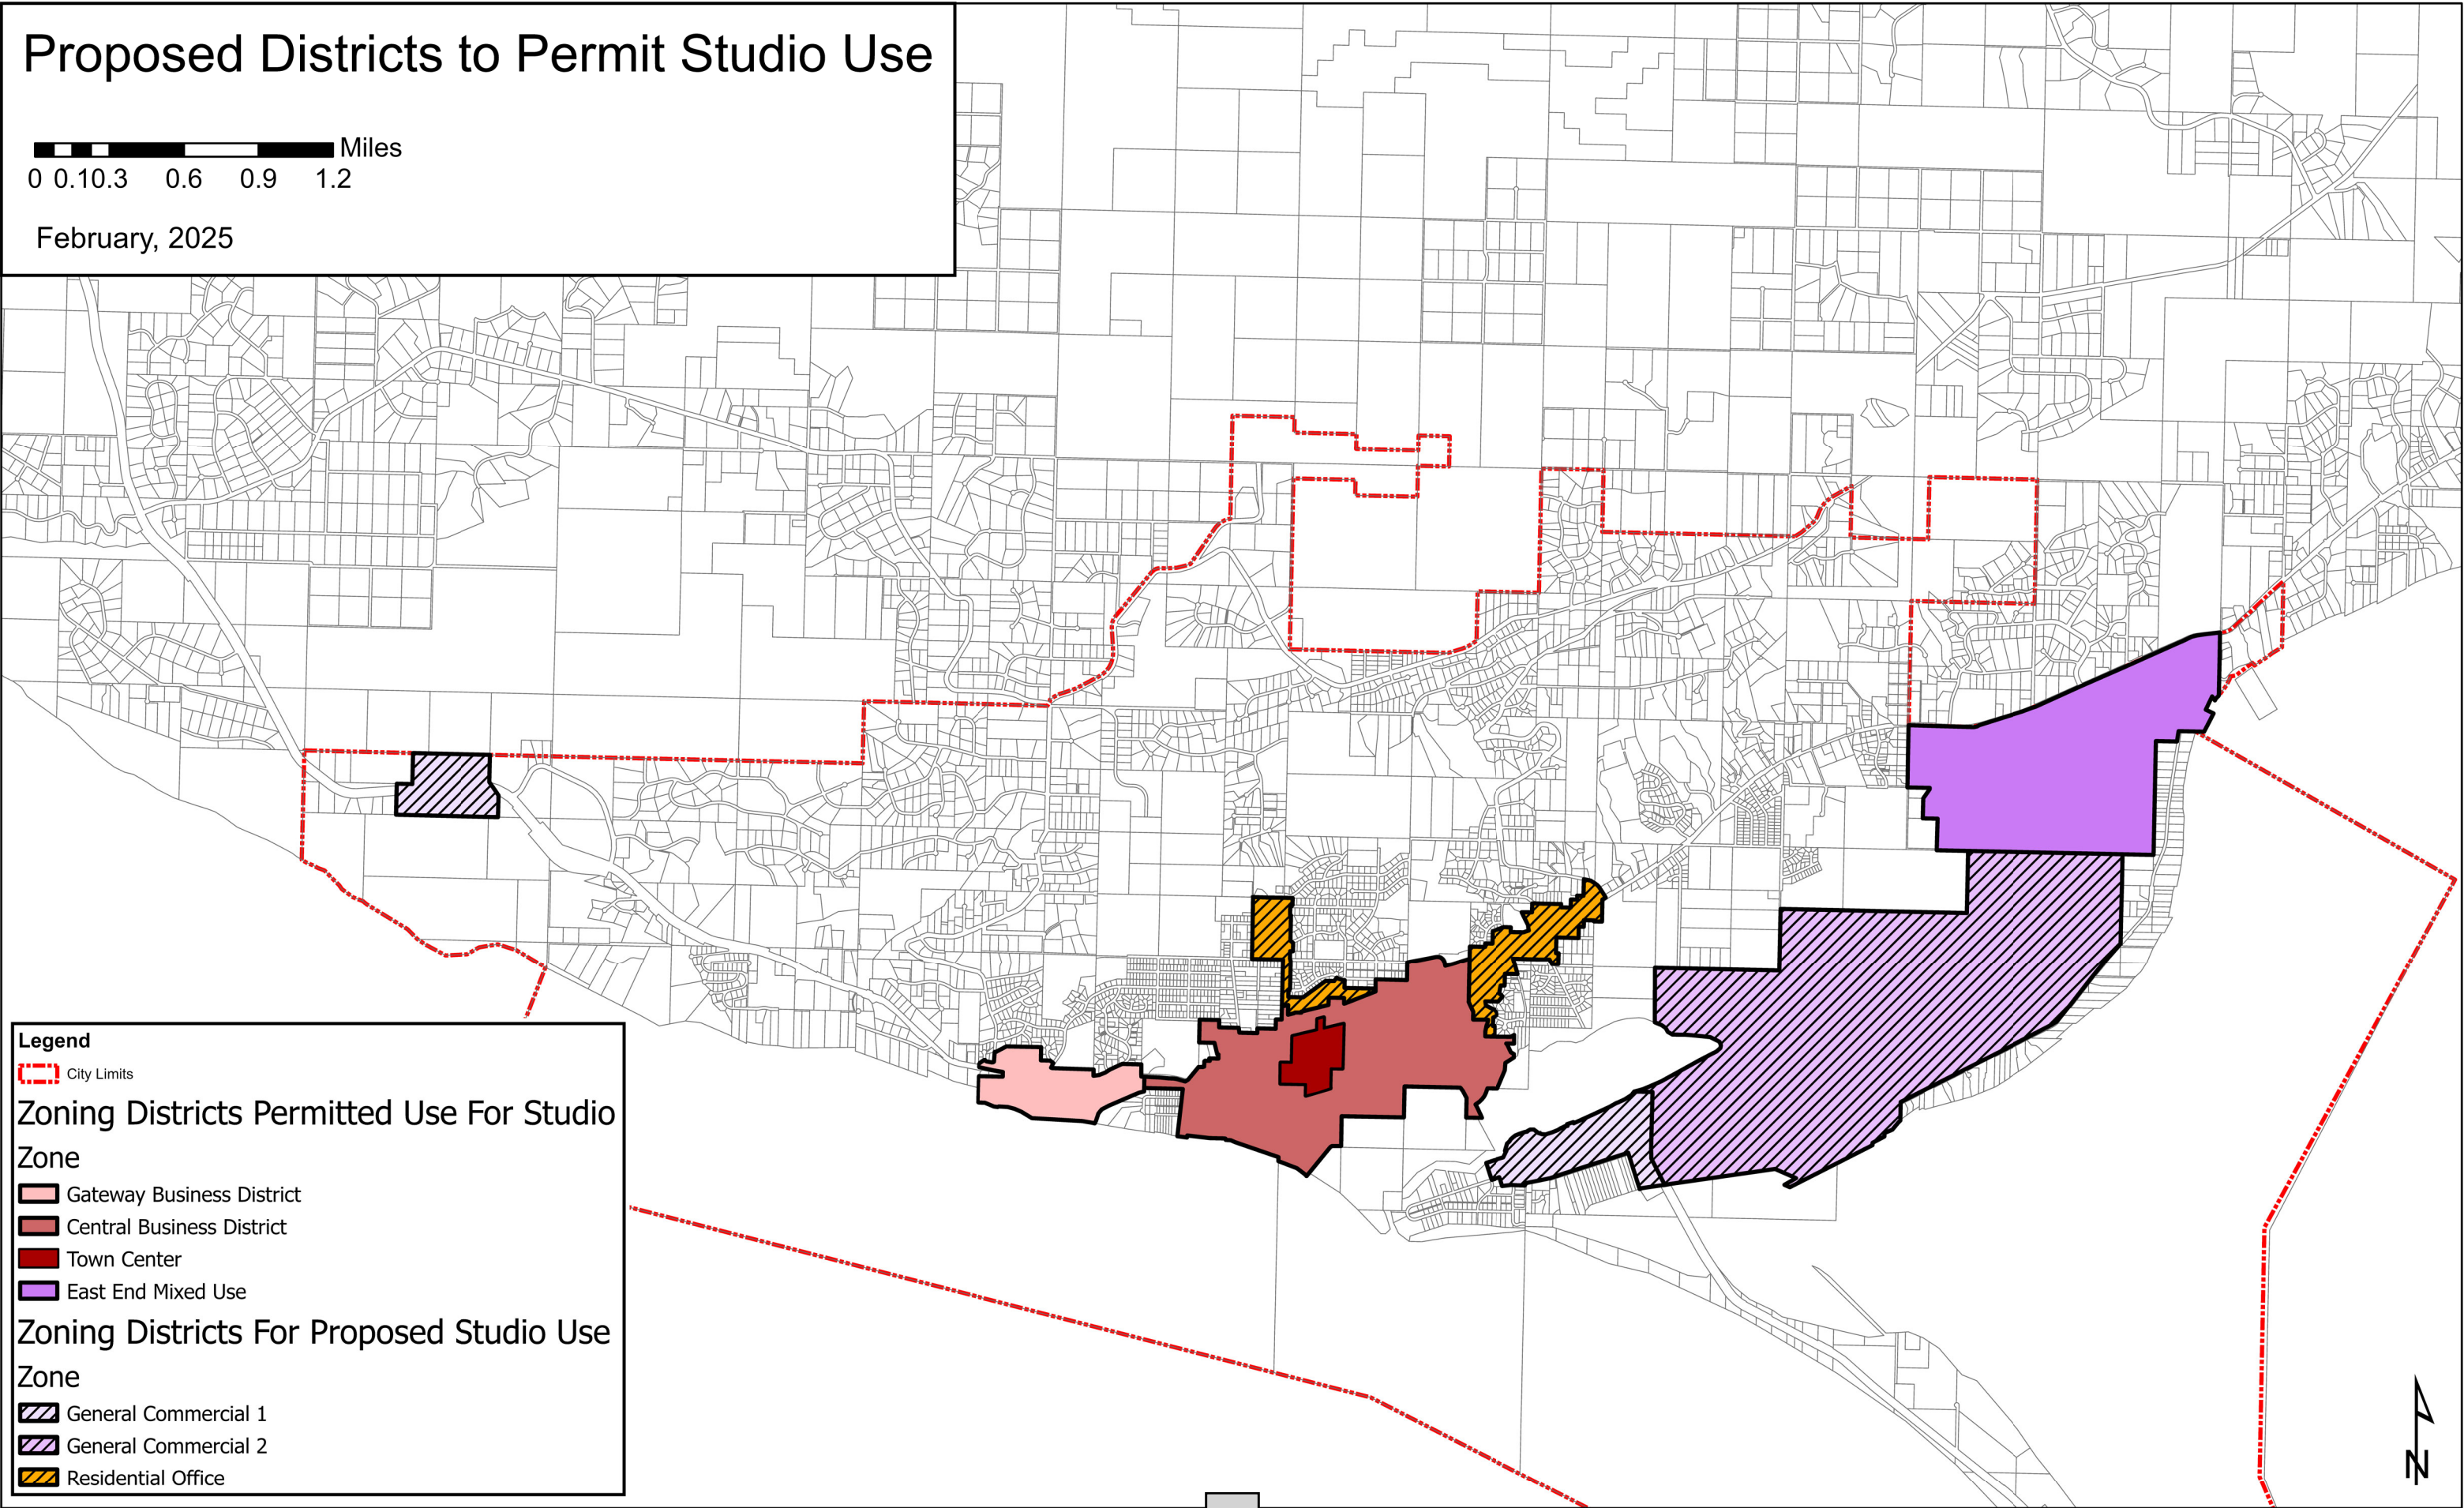 Proposed Districts to Permit Studio Use
Miles
0 0.10.3 0.6 0.9 1.2
February, 2025
Legend
City Limits
Zoning Districts Permitted Use For Studio
Zone
Gateway Business District
Central Business District
Town Center
East End Mixed Use
Zoning Districts For Proposed Studio Use
Zone
General Commercial 1
General Commercial 2
Residential Office
N